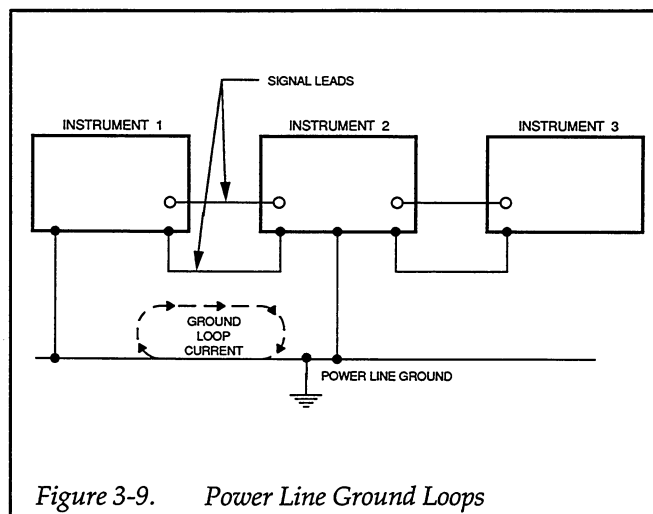 SIGNAL LEADS
INSTRUMENT 1
INSTRUMENT 2
INSTRUMENT 3
GROUND
LOOP
CURRENT
POWER LINE GROUND
Figure 3-9. Power Line Ground Loops